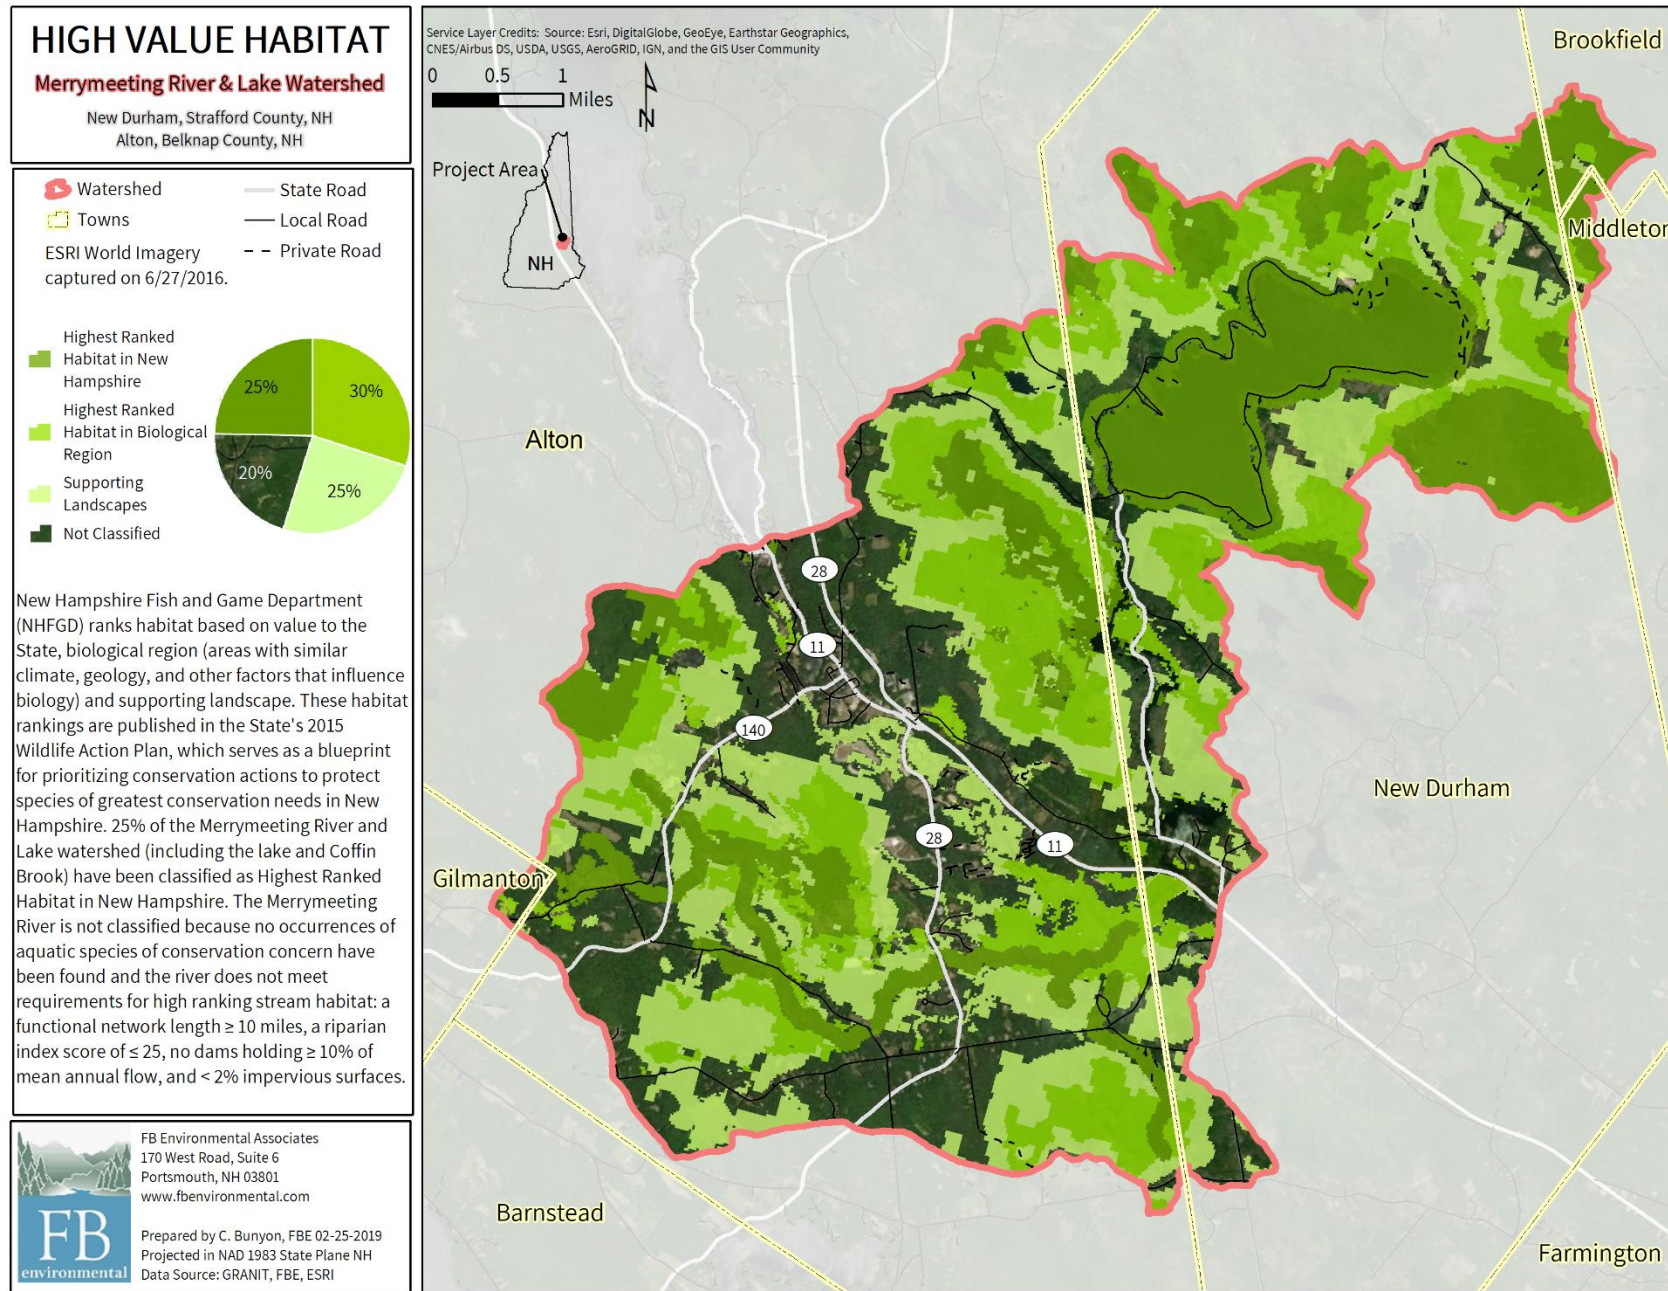 HIGH VALUE HABITAT
Merrymeeting River & Lake Watershed
New Durham, Strafford County, NH
Alton, Belknap County, NH
Watershed
Towns
ESRI World Imagery
captured on 6/27/2016.
State Road
Local Road
Private Road
Highest Ranked
Habitat in New
Hampshire
Highest Ranked
Habitat in Biological
Region
Supporting
Landscapes
Not Classified
25%
30%
20%
25%
New Hampshire Fish and Game Department
(NHFGD) ranks habitat based on value to the
State, biological region (areas with similar
climate, geology, and other factors that influence
biology) and supporting landscape. These habitat
rankings are published in the State's 2015
Wildlife Action Plan, which serves as a blueprint
for prioritizing conservation actions to protect
species of greatest conservation needs in New
Hampshire. 25% of the Merrymeeting River and
Lake watershed (including the lake and Coffin
Brook) have been classified as Highest Ranked
Habitat in New Hampshire. The Merrymeeting
River is not classified because no occurrences of
aquatic species of conservation concern have
been found and the river does not meet
requirements for high ranking stream habitat: a
functional network length ≥ 10 miles, a riparian
index score of ≤ 25, no dams holding ≥ 10% of
mean annual flow, and < 2% impervious surfaces.
FB
environmental
FB Environmental Associates
170 West Road, Suite 6
Portsmouth, NH 03801
www.fbenvironmental.com
Prepared by C. Bunyon, FBE 02-25-2019
Projected in NAD 1983 State Plane NH
Data Source: GRANIT, FBE, ESRI
Service Layer Credits: Source: Esri, DigitalGlobe, GeoEye, Earthstar Geographics,
CNES/Airbus DS, USDA, USGS, AeroGRID, IGN, and the GIS User Community
0 0.5 1
Miles
N
Project Area
NH
Brookfield
Middleton
Alton
28
11
140
New Durham
28
11
Gilmanton
Barnstead
Farmington